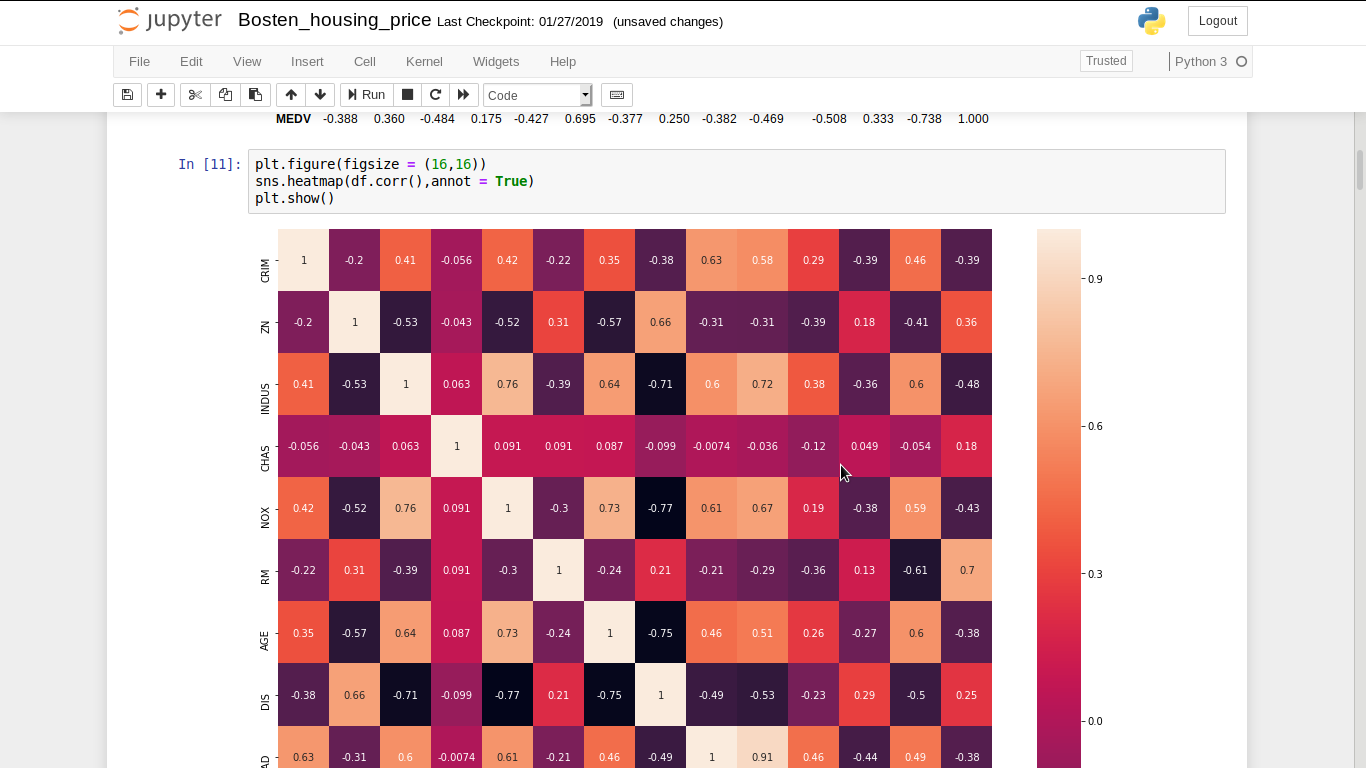 jupyter Bosten_housing_price Last Checkpoint: 01/27/2019 (unsaved changes) Logout
File Edit View Insert Cell Kernel Widgets Help Trusted Python 3
Run Code
MEDV -0.388 0.360 -0.484 0.175 -0.427 0.695 -0.377 0.250 -0.382 -0.469 -0.508 0.333 -0.738 1.000
In [11]: plt.figure(figsize = (16,16))
sns.heatmap(df.corr(),annot = True)
plt.show()
CRIM 1 -0.2 0.41 -0.056 0.42 -0.22 0.35 -0.38 0.63 0.58 0.29 -0.39 0.46 -0.39
0.9
ZN -0.2 1 -0.53 -0.043 -0.52 0.31 -0.57 0.66 -0.31 -0.31 -0.39 0.18 -0.41 0.36
INDUS 0.41 -0.53 1 0.063 0.76 -0.39 0.64 -0.71 0.6 0.72 0.38 -0.36 0.6 -0.48
0.6
CHAS -0.056 -0.043 0.063 1 0.091 0.091 0.087 -0.099 -0.0074 -0.036 -0.12 0.049 -0.054 0.18
NOX 0.42 -0.52 0.76 0.091 1 -0.3 0.73 -0.77 0.61 0.67 0.19 -0.38 0.59 -0.43
RM -0.22 0.31 -0.39 0.091 -0.3 1 -0.24 0.21 -0.21 -0.29 -0.36 0.13 -0.61 0.7
0.3
AGE 0.35 -0.57 0.64 0.087 0.73 -0.24 1 -0.75 0.46 0.51 0.26 -0.27 0.6 -0.38
DIS -0.38 0.66 -0.71 -0.099 -0.77 0.21 -0.75 1 -0.49 -0.53 -0.23 0.29 -0.5 0.25
0.0
AD 0.63 -0.31 0.6 -0.0074 0.61 -0.21 0.46 -0.49 1 0.91 0.46 -0.44 0.49 -0.38